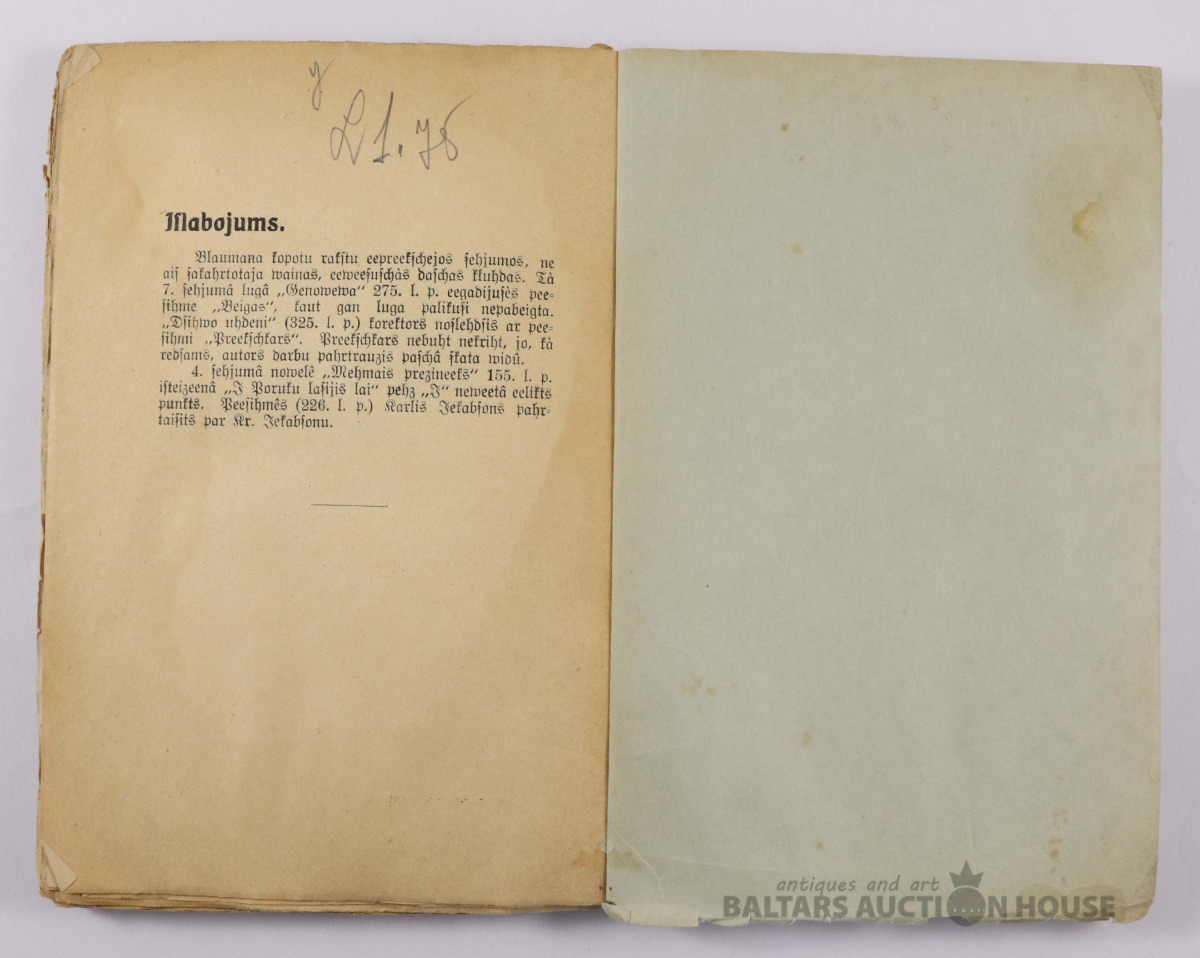 y
L 1.78
Iſlabojums.
Blaumana kopotu rakſtu eepreekſchejos ſehjumos, ne
aiſ ſakahrtotaja wainas, eeweeſuſchàs daſchas kluhdas. Tà
7. ſehjumâ lugâ „Genowewa“ 275. l. p. eegadijuſès pee-
ſihme „Beigas“, kaut gan luga palikuſi nepabeigta.
„Dſihwo uhdeni“ (325. l. p.) korektors noſlehdſis ar pee-
ſihmi „Preekſchkars“. Preekſchkars nebuht nekriht, jo, kà
redſams, autors darbu pahrtrauzis paſchâ ſkata widû.
4. ſehjumâ nowelê „Mehmais prezineeks“ 155. l. p.
iſteizeenâ „J Poruku laſijis lai“ pehz „J“ neweetâ eelikts
punkts. Peeſihmês (226. l. p.) Karlis Jekabſons pahr-
taiſits par Kr. Jekabſonu.
antiques and art
BALTARS AUCTION HOUSE